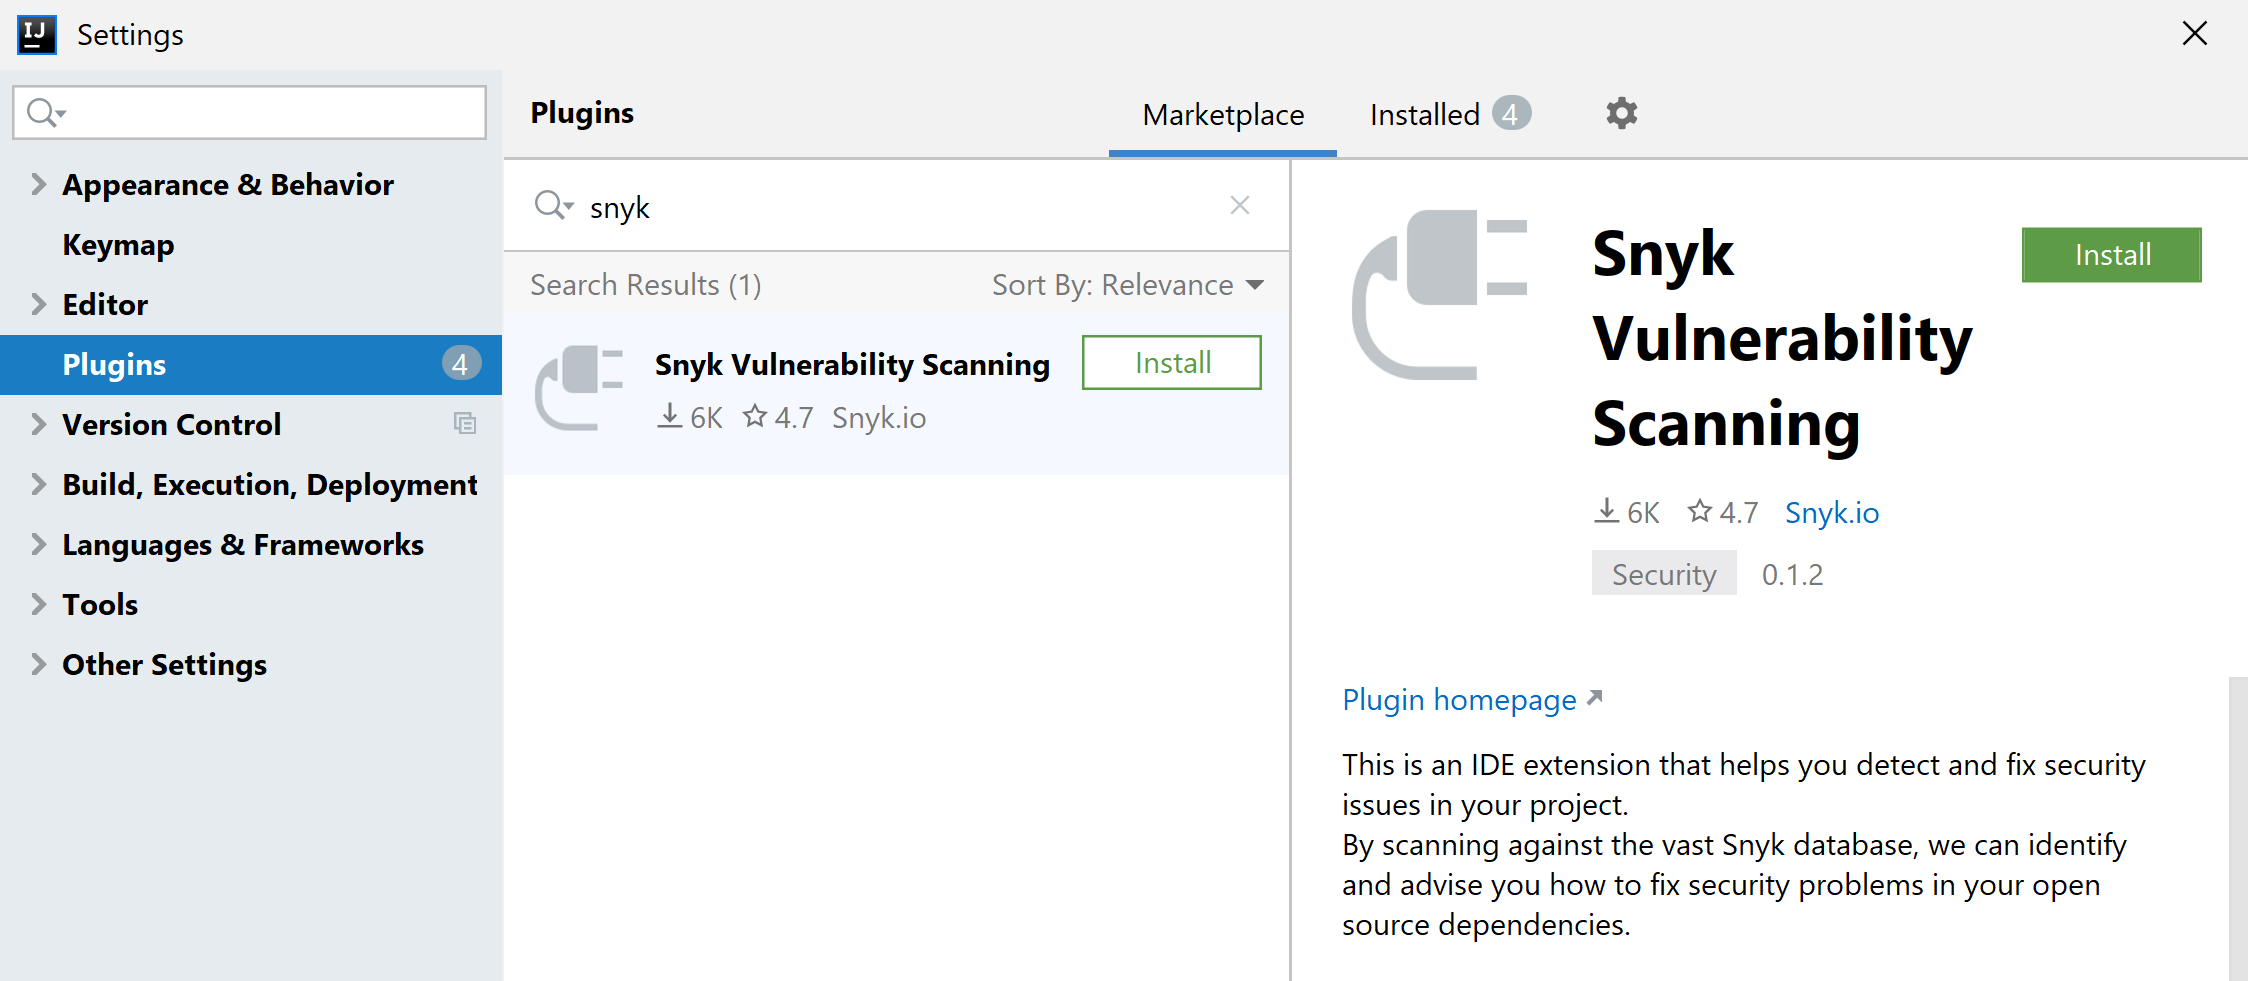 IJ
Settings
Appearance & Behavior
Keymap
Editor
Plugins 4
Version Control
Build, Execution, Deployment
Languages & Frameworks
Tools
Other Settings
Plugins
Marketplace
Installed 4
snyk
Search Results (1)
Sort By: Relevance
Snyk Vulnerability Scanning
Install
6K 4.7 Snyk.io
Snyk
Vulnerability
Scanning
Install
6K 4.7 Snyk.io
Security 0.1.2
Plugin homepage
This is an IDE extension that helps you detect and fix security
issues in your project.
By scanning against the vast Snyk database, we can identify
and advise you how to fix security problems in your open
source dependencies.